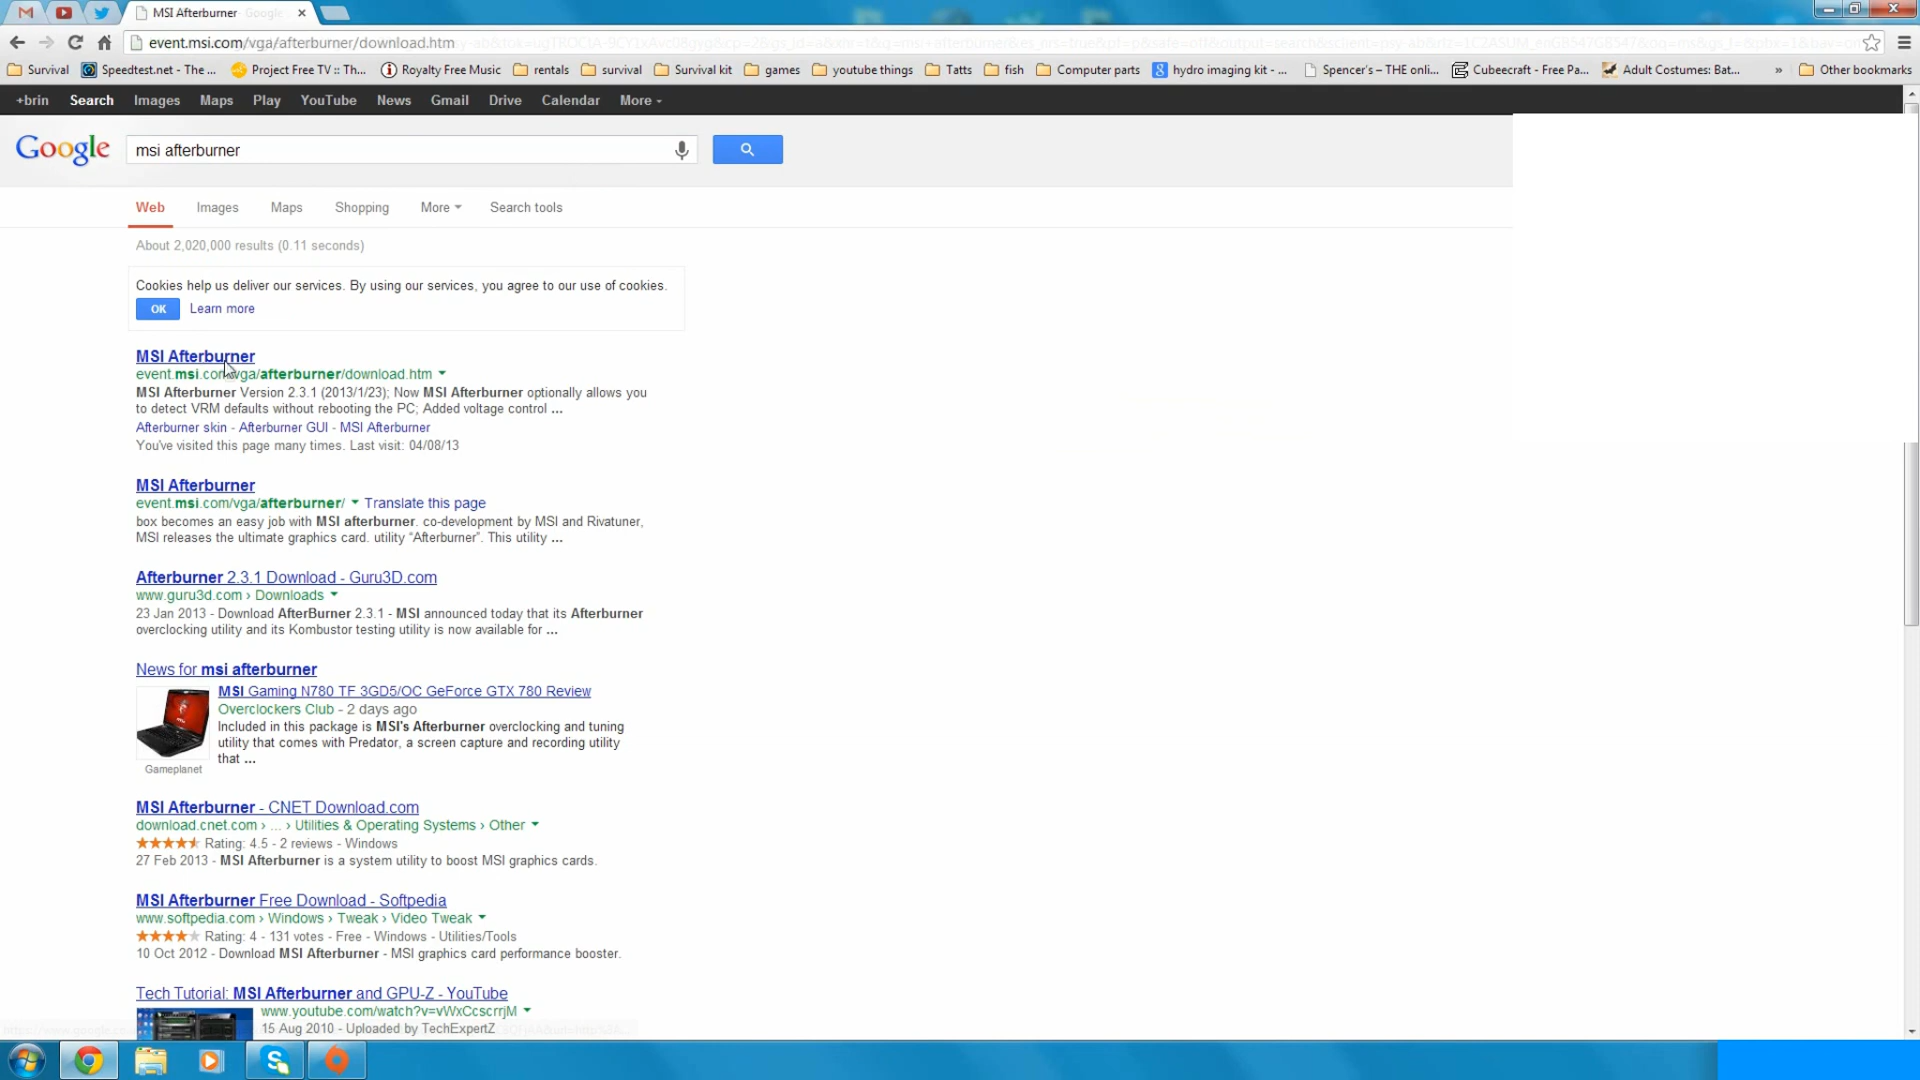 MSI Afterburner - Google
event.msi.com/vga/afterburner/download.htm
Survival
Speedtest.net - The ...
Project Free TV :: Th...
Royalty Free Music
rentals
survival
Survival kit
games
youtube things
Tatts
fish
Computer parts
hydro imaging kit - ...
Spencer's – THE onli...
Cubeecraft - Free Pa...
Adult Costumes: Bat...
»
Other bookmarks
+brin Search Images Maps Play YouTube News Gmail Drive Calendar More
Google
msi afterburner
Web Images Maps Shopping More Search tools
About 2,020,000 results (0.11 seconds)
Cookies help us deliver our services. By using our services, you agree to our use of cookies.
OK Learn more
MSI Afterburner
event.msi.com/vga/afterburner/download.htm
MSI Afterburner Version 2.3.1 (2013/1/23); Now MSI Afterburner optionally allows you
to detect VRM defaults without rebooting the PC; Added voltage control ...
Afterburner skin - Afterburner GUI - MSI Afterburner
You've visited this page many times. Last visit: 04/08/13
MSI Afterburner
event.msi.com/vga/afterburner/ Translate this page
box becomes an easy job with MSI afterburner. co-development by MSI and Rivatuner,
MSI releases the ultimate graphics card. utility “Afterburner”. This utility ...
Afterburner 2.3.1 Download - Guru3D.com
www.guru3d.com › Downloads
23 Jan 2013 - Download AfterBurner 2.3.1 - MSI announced today that its Afterburner
overclocking utility and its Kombustor testing utility is now available for ...
News for msi afterburner
MSI Gaming N780 TF 3GD5/OC GeForce GTX 780 Review
Overclockers Club - 2 days ago
Included in this package is MSI's Afterburner overclocking and tuning
utility that comes with Predator, a screen capture and recording utility
that ...
Gameplanet
MSI Afterburner - CNET Download.com
download.cnet.com › ... › Utilities & Operating Systems › Other
Rating: 4.5 - 2 reviews - Windows
27 Feb 2013 - MSI Afterburner is a system utility to boost MSI graphics cards.
MSI Afterburner Free Download - Softpedia
www.softpedia.com › Windows › Tweak › Video Tweak
Rating: 4 - 131 votes - Free - Windows - Utilities/Tools
10 Oct 2012 - Download MSI Afterburner - MSI graphics card performance booster.
Tech Tutorial: MSI Afterburner and GPU-Z - YouTube
www.youtube.com/watch?v=vWxCcscrrjM
15 Aug 2010 - Uploaded by TechExpertZ